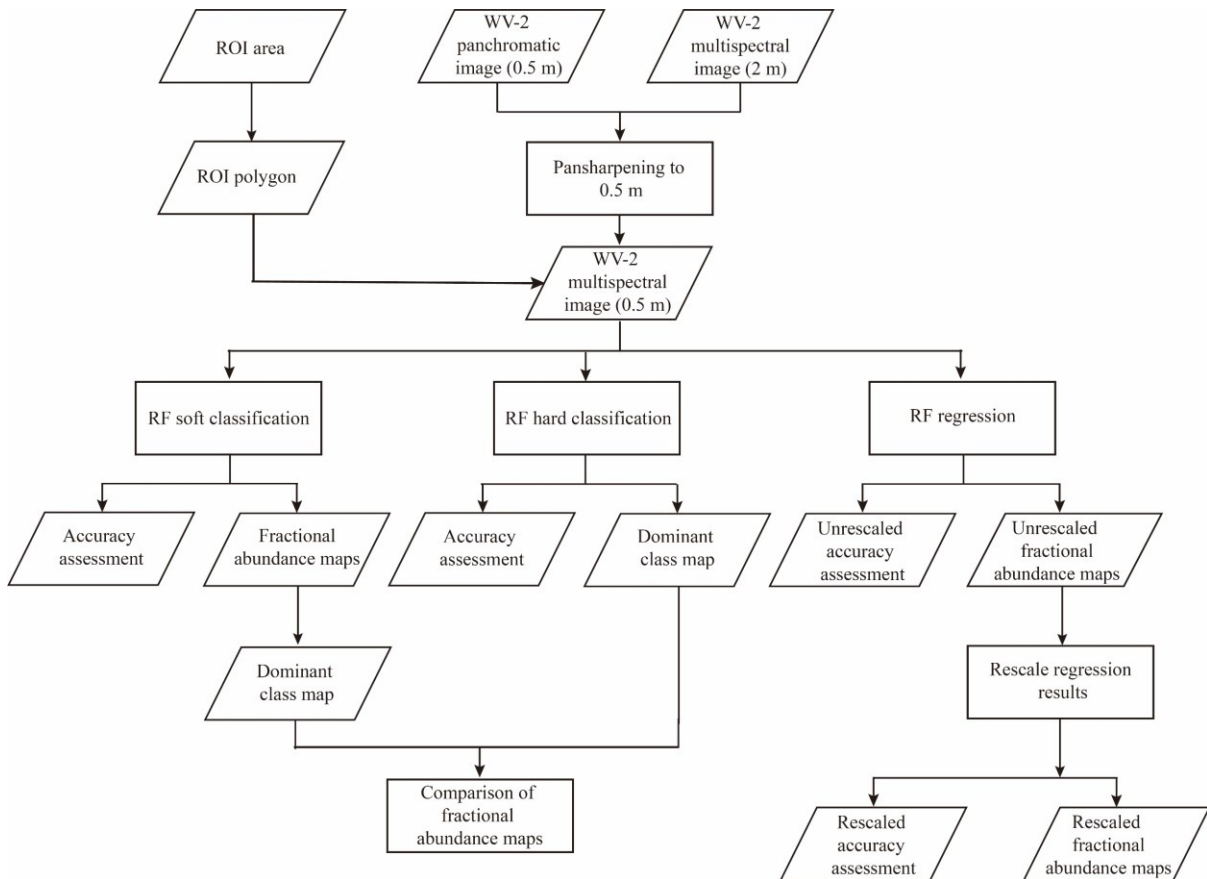 ROI area
WV-2
panchromatic
image (0.5 m)
WV-2
multispectral
image (2 m)
ROI polygon
Pansharpening to
0.5 m
WV-2
multispectral
image (0.5 m)
RF soft classification
RF hard classification
RF regression
Accuracy
assessment
Fractional
abundance maps
Accuracy
assessment
Dominant
class map
Unrescaled
accuracy
assessment
Unrescaled
fractional
abundance maps
Dominant
class map
Rescale regression
results
Comparison of
fractional
abundance maps
Rescaled
accuracy
assessment
Rescaled
fractional
abundance maps